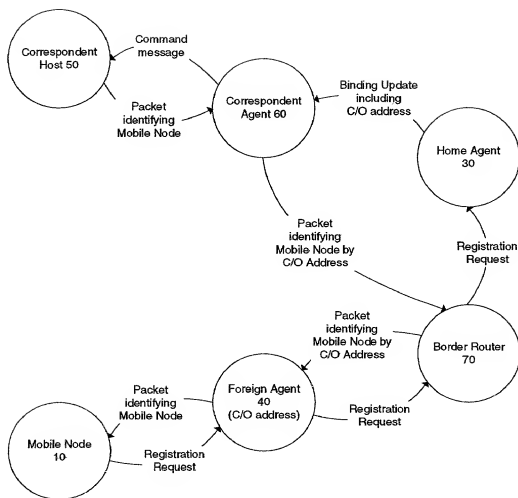 Command
message
Correspondent
Host 50
Correspondent
Agent 60
Packet
identifying
Mobile Node
Binding Update
including
C/O address
Home Agent
30
Packet
identifying
Mobile Node by
C/O Address
Registration
Request
Packet
identifying
Mobile Node by
C/O Address
Border Router
70
Packet
identifying
Mobile Node
Foreign Agent
40
(C/O address)
Registration
Request
Mobile Node
10
Registration
Request